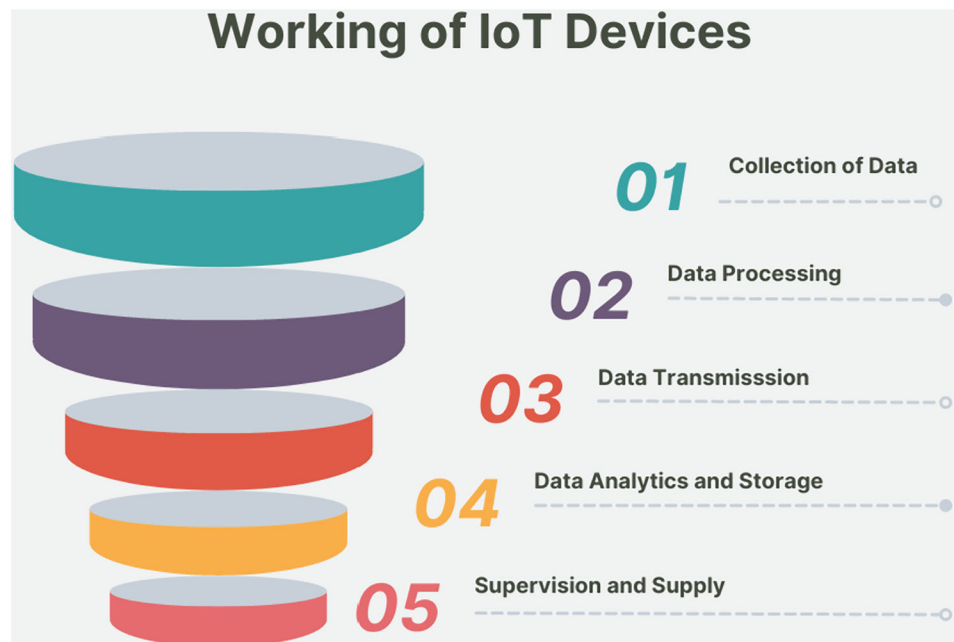 Working of IoT Devices
01 Collection of Data
02 Data Processing
03 Data Transmisssion
04 Data Analytics and Storage
05 Supervision and Supply